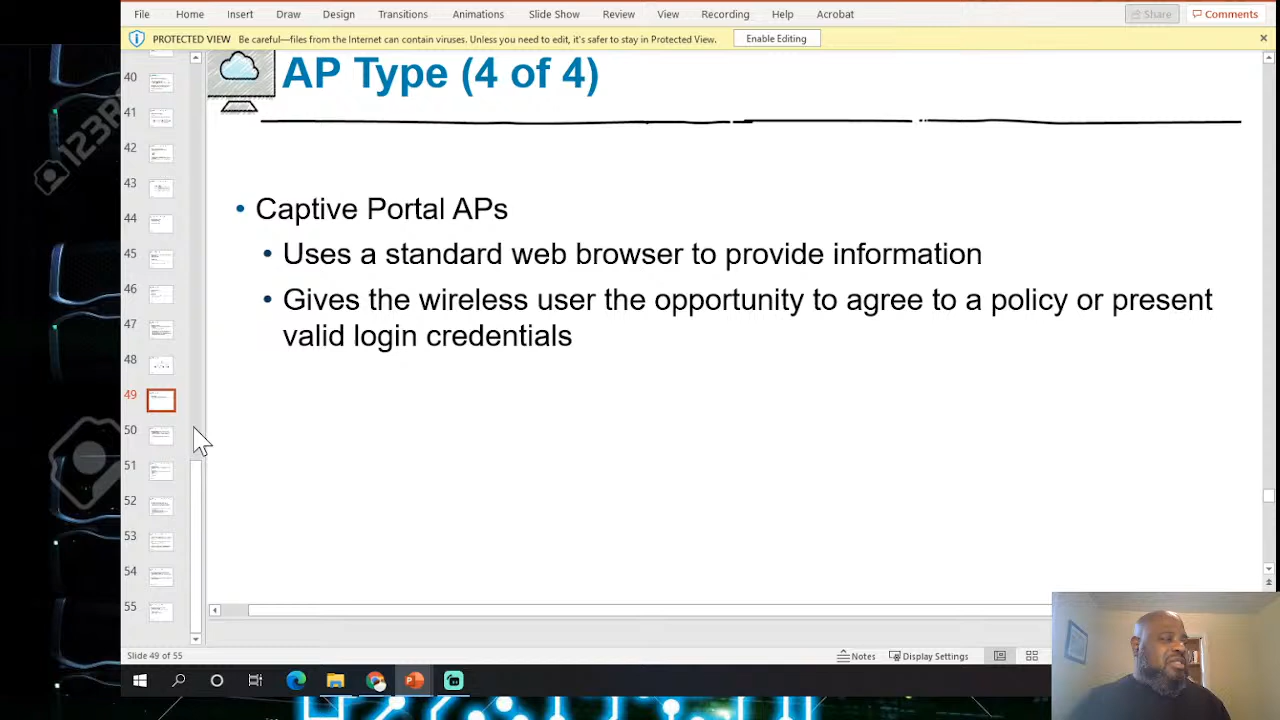 File Home Insert Draw Design Transitions Animations Slide Show Review View Recording Help Acrobat Share Comments
PROTECTED VIEW Be careful—files from the Internet can contain viruses. Unless you need to edit, it's safer to stay in Protected View. Enable Editing
AP Type (4 of 4)
• Captive Portal APs
• Uses a standard web browser to provide information
• Gives the wireless user the opportunity to agree to a policy or present
valid login credentials
40
41
42
43
44
45
46
47
48
49
50
51
52
53
54
55
Slide 49 of 55 Notes Display Settings